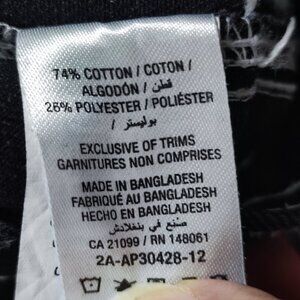 74% COTTON / COTON /
ALGODÓN / قطن
26% POLYESTER / POLIÉSTER
/ بوليستر
EXCLUSIVE OF TRIMS
GARNITURES NON COMPRISES
MADE IN BANGLADESH
FABRIQUÉ AU BANGLADESH
HECHO EN BANGLADESH
صنع في بنغلادش
CA 21099 / RN 148061
2A-AP30428-12